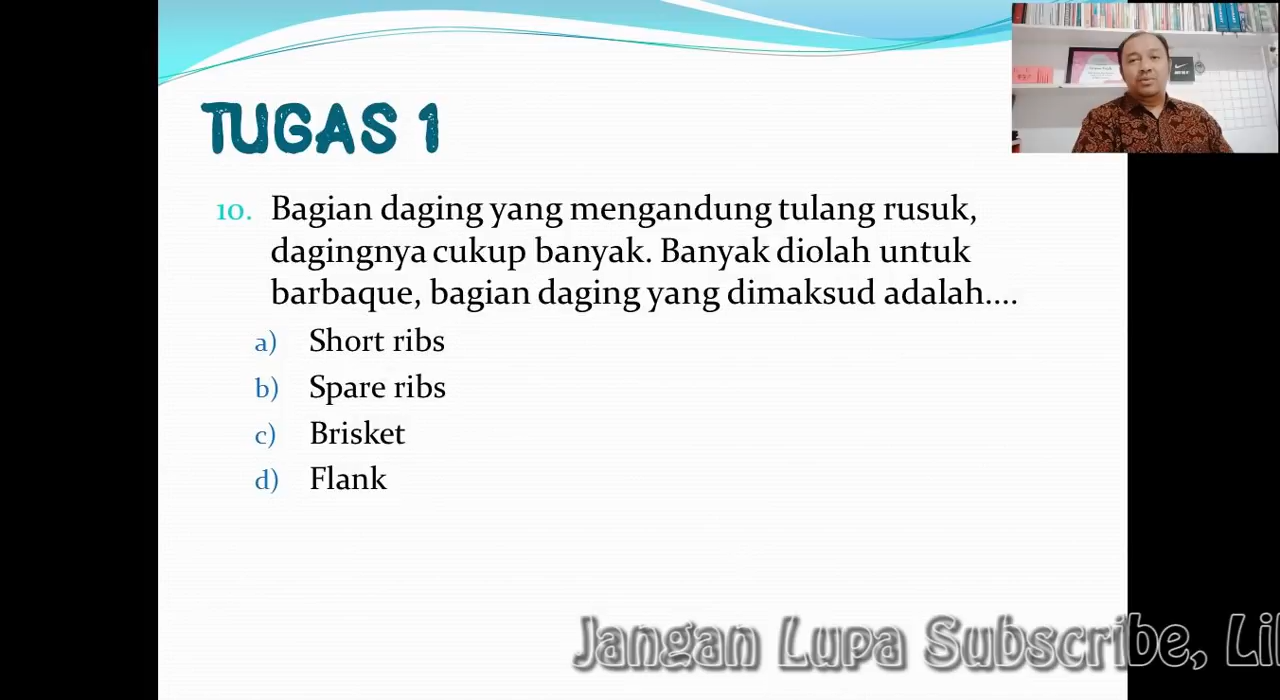 TUGAS 1
10. Bagian daging yang mengandung tulang rusuk,
dagingnya cukup banyak. Banyak diolah untuk
barbaque, bagian daging yang dimaksud adalah....
a) Short ribs
b) Spare ribs
c) Brisket
d) Flank
Jangan Lupa Subscribe,